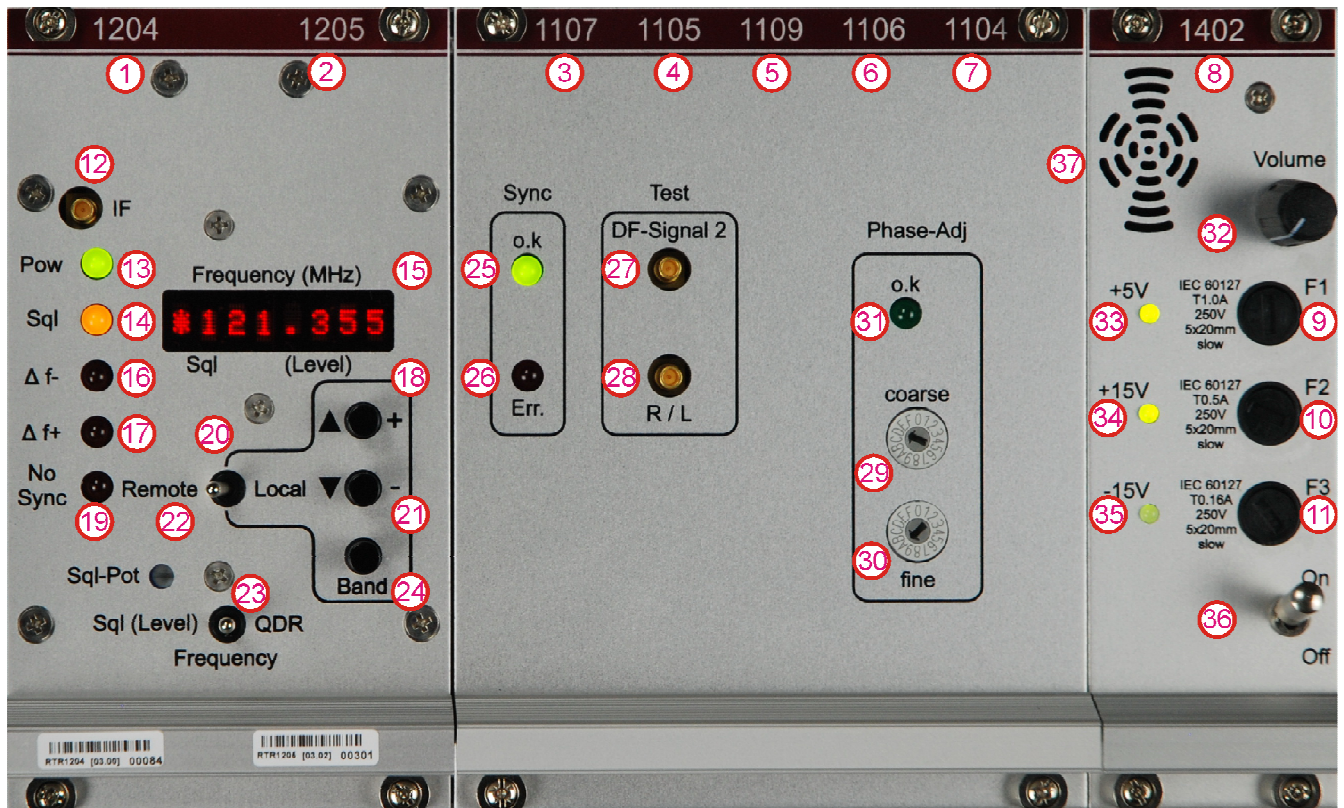 1204 1205 1107 1105 1109 1106 1104 1402
1 2 3 4 5 6 7 8
12 IF
Pow 13
Sql 14
Δ f- 16
Δ f+ 17
No Sync 19
15
Frequency (MHz)
*121.355
Sql (Level)
18
20
▲ +
Remote Local
▼ -
22 21
Band 24
Sql-Pot
23
Sql (Level) QDR
Frequency
RTR1204 [03.00] 00084
RTR1205 [03.02] 00301
Sync
o.k
25
26
Err.
Test
DF-Signal 2
27
28
R / L
Phase-Adj
o.k
31
coarse
0123456789ABCDEF
29
0123456789ABCDEF
30
fine
37
Volume
32
+5V
33
IEC 60127
T1.0A
250V
5x20mm
slow
F1
9
+15V
34
IEC 60127
T0.5A
250V
5x20mm
slow
F2
10
-15V
35
IEC 60127
T0.16A
250V
5x20mm
slow
F3
11
On
36
Off